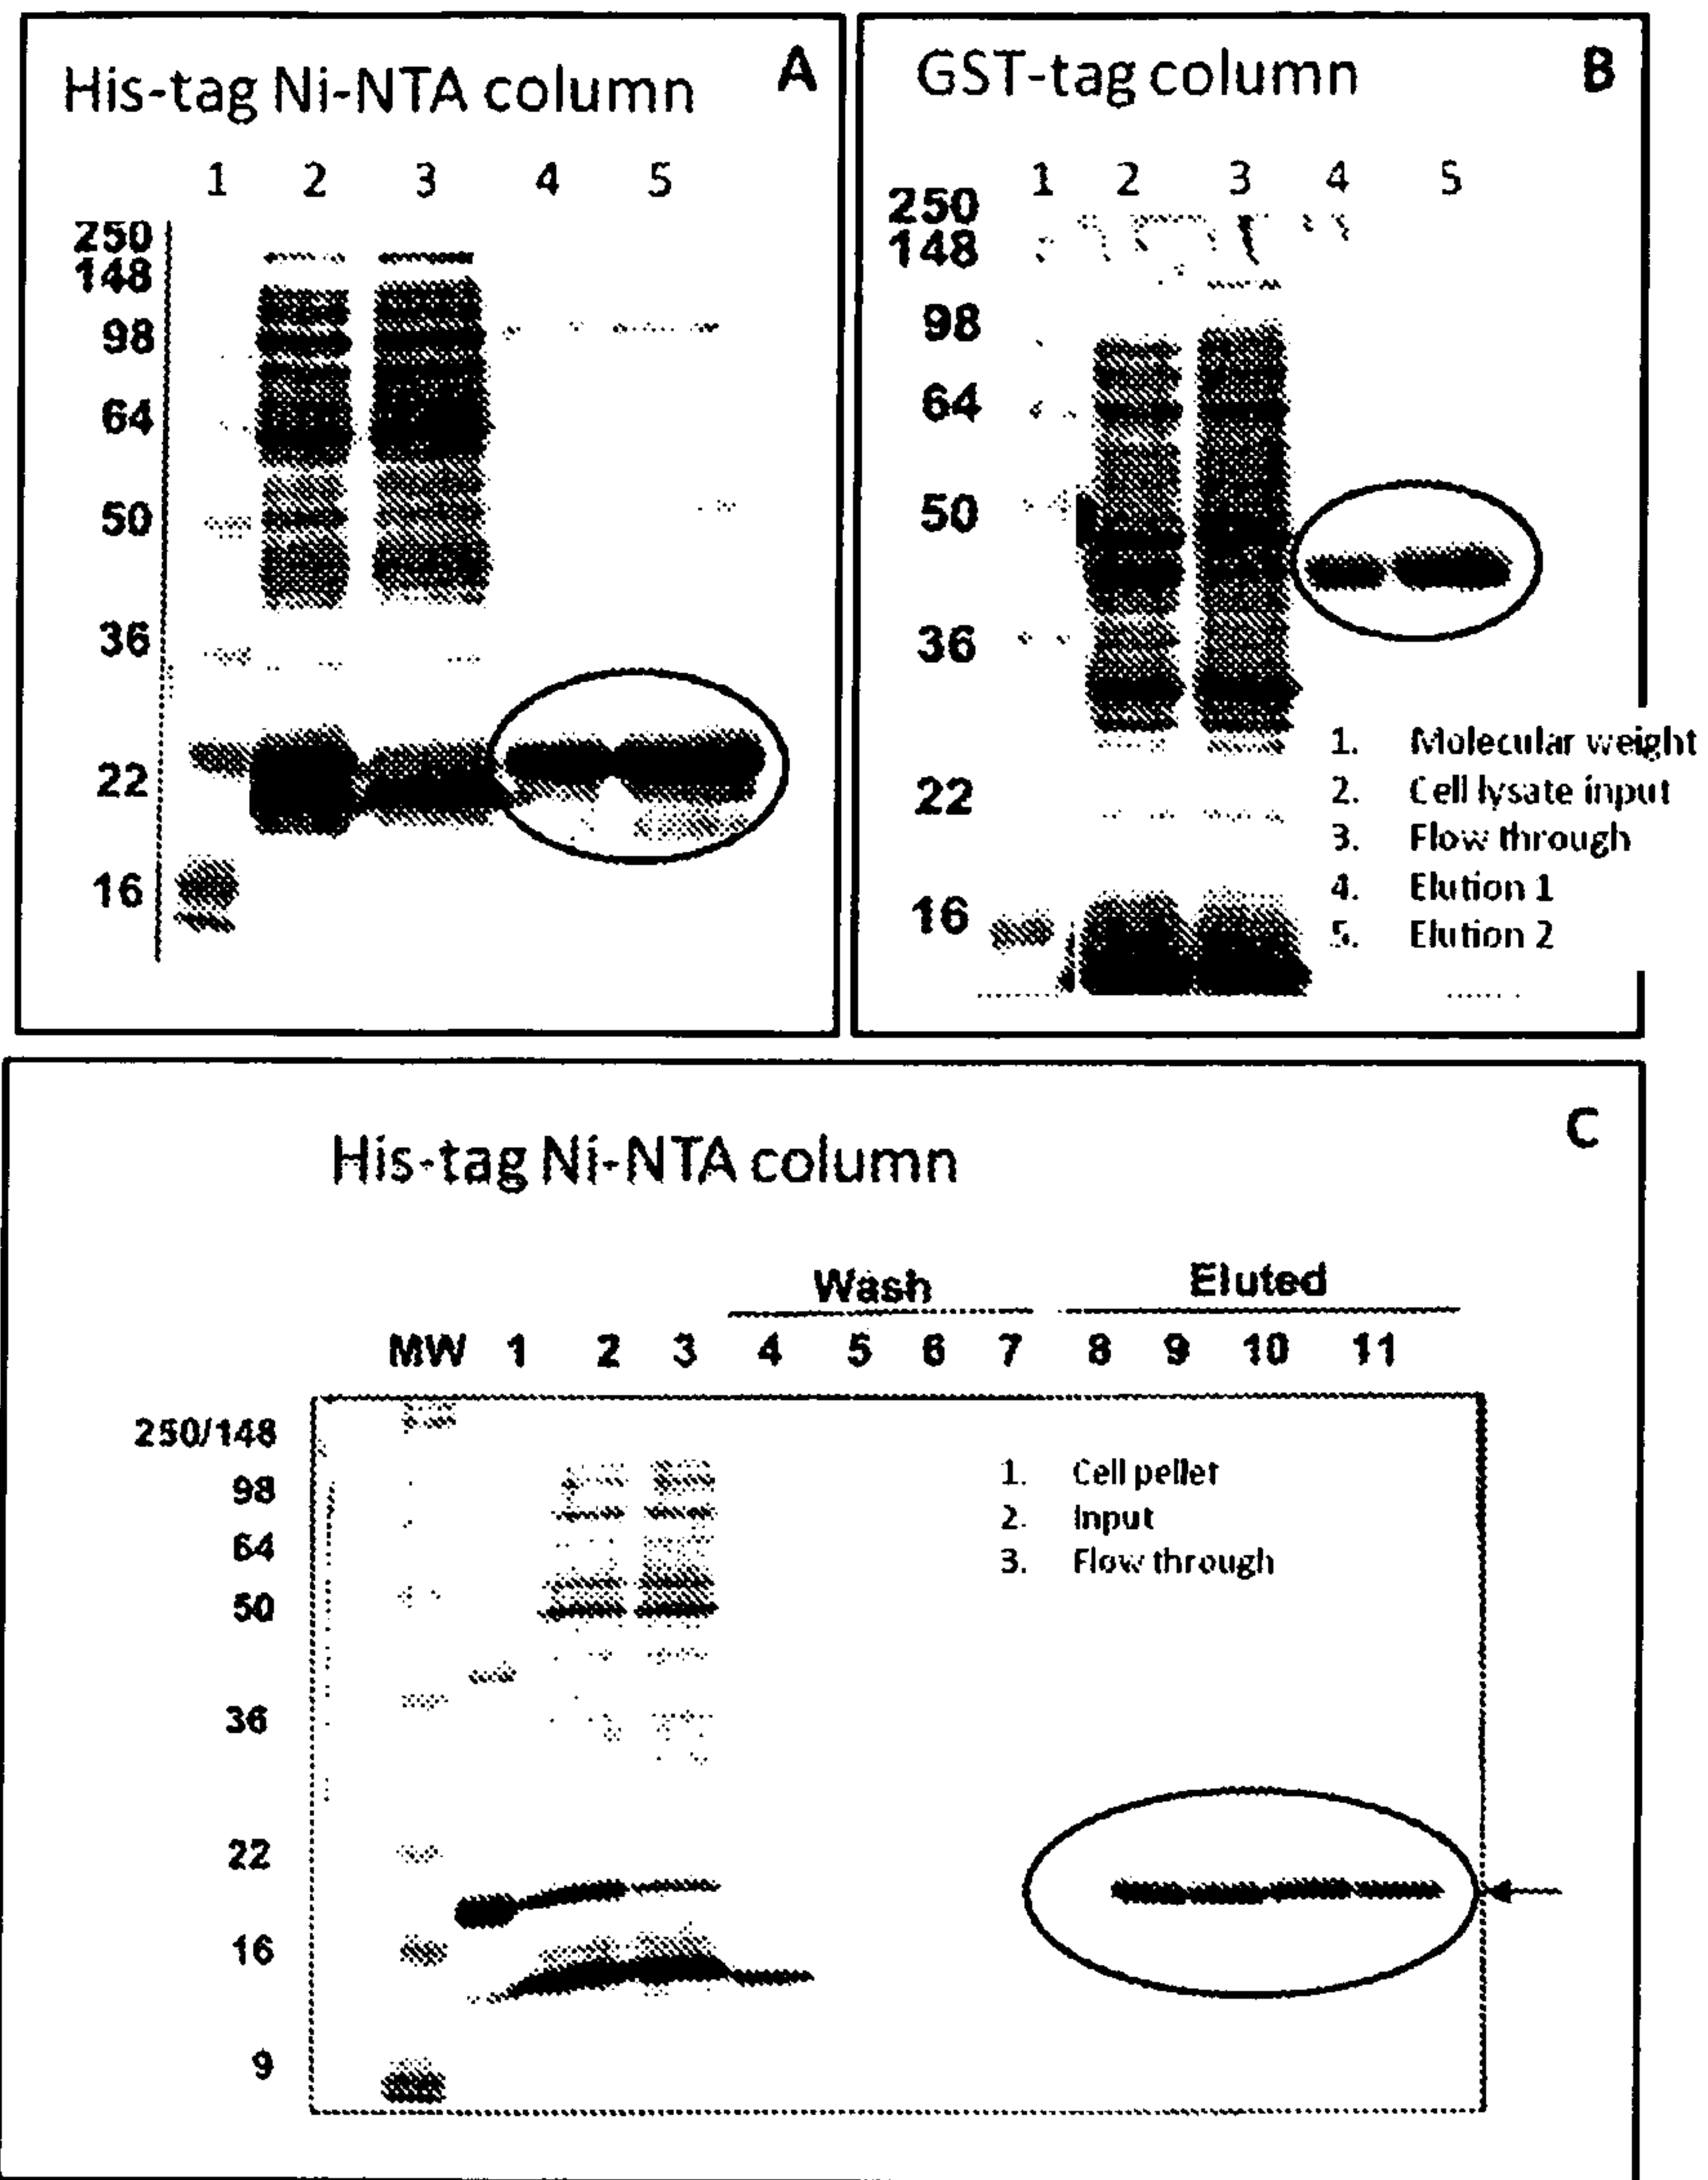 A
His-tag Ni-NTA column
1 2 3 4 5
250
148
98
64
50
36
22
16
B
GST-tag column
1 2 3 4 5
250
148
98
64
50
36
22
16
1. Molecular weight
2. Cell lysate input
3. Flow through
4. Elution 1
5. Elution 2
C
His-tag Ni-NTA column
Wash Eluted
MW 1 2 3 4 5 6 7 8 9 10 11
250/148
98
64
50
36
22
16
9
1. Cell pellet
2. Input
3. Flow through